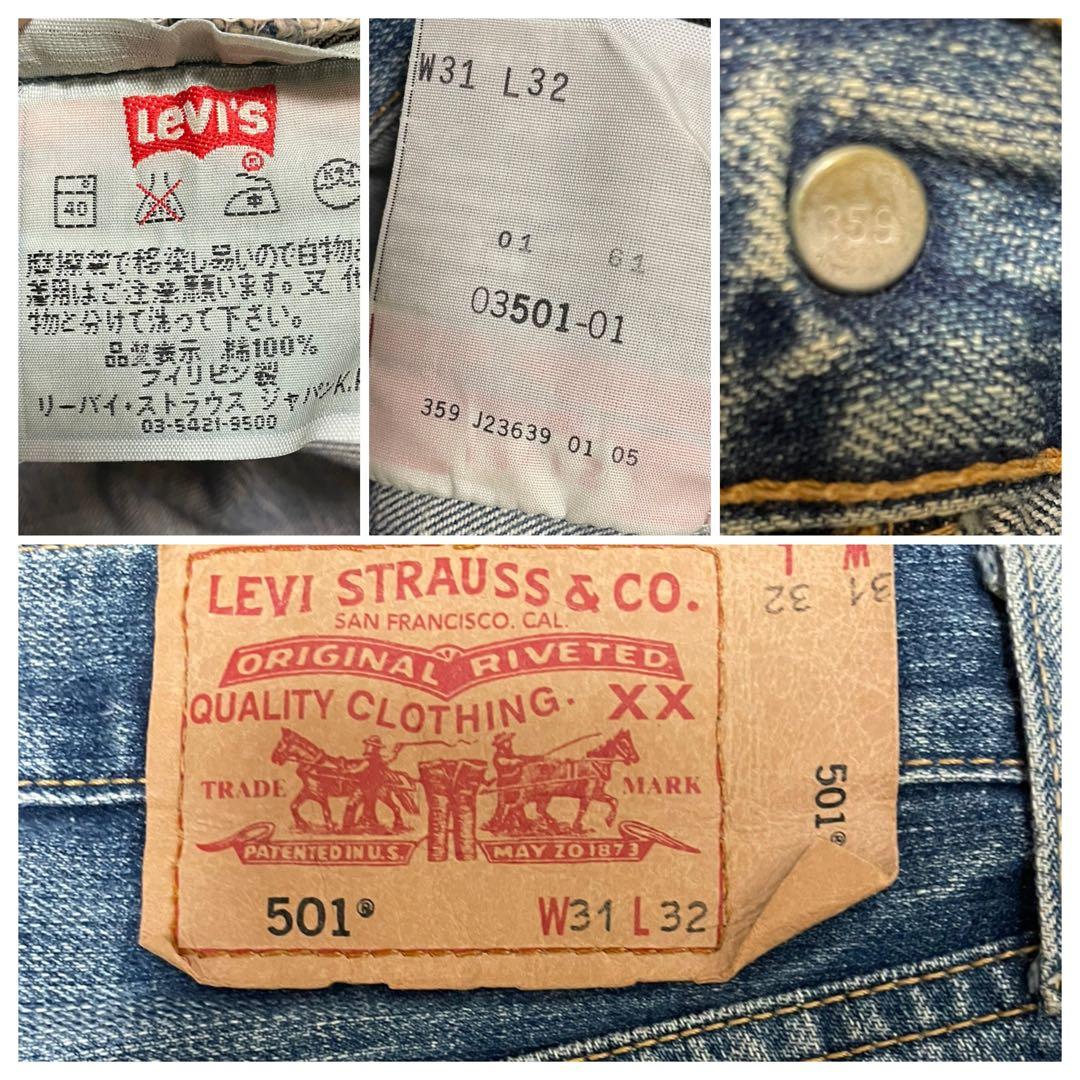 LEVI'S
®
40
摩擦等で移染し易いので白物の
着用はご注意願います。又他
物と分けて洗って下さい。
品質表示 綿100%
フィリピン製
リーバイ・ストラウス ジャパンK.K
03-5421-9500
W31 L32
01 61
03501-01
359 J23639 01 05
359
LEVI STRAUSS & CO.
SAN FRANCISCO, CAL.
ORIGINAL RIVETED
QUALITY CLOTHING. XX
TRADE MARK
PATENTED IN U.S. MAY 20 1873
501® W31 L32
W L
31 32
501®